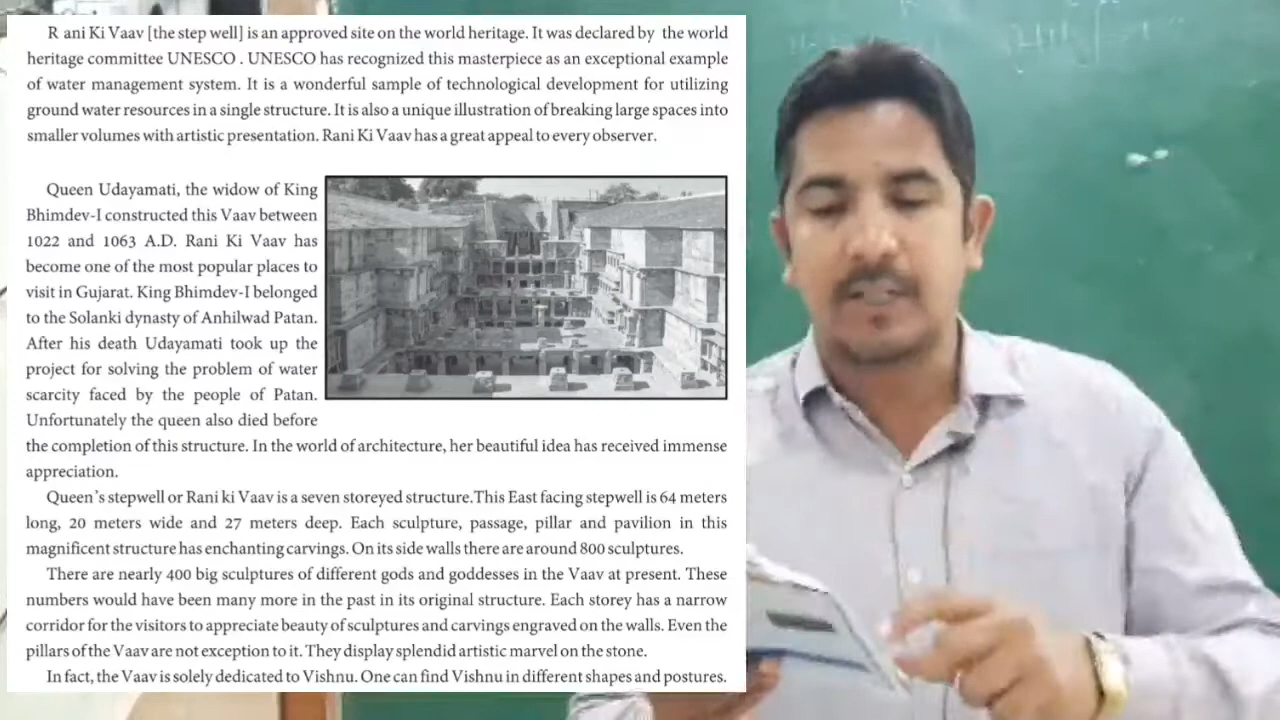 R ani Ki Vaav [the step well] is an approved site on the world heritage. It was declared by the world
heritage committee UNESCO . UNESCO has recognized this masterpiece as an exceptional example
of water management system. It is a wonderful sample of technological development for utilizing
ground water resources in a single structure. It is also a unique illustration of breaking large spaces into
smaller volumes with artistic presentation. Rani Ki Vaav has a great appeal to every observer.
Queen Udayamati, the widow of King
Bhimdev-I constructed this Vaav between
1022 and 1063 A.D. Rani Ki Vaav has
become one of the most popular places to
visit in Gujarat. King Bhimdev-I belonged
to the Solanki dynasty of Anhilwad Patan.
After his death Udayamati took up the
project for solving the problem of water
scarcity faced by the people of Patan.
Unfortunately the queen also died before
the completion of this structure. In the world of architecture, her beautiful idea has received immense
appreciation.
Queen's stepwell or Rani ki Vaav is a seven storeyed structure.This East facing stepwell is 64 meters
long, 20 meters wide and 27 meters deep. Each sculpture, passage, pillar and pavilion in this
magnificent structure has enchanting carvings. On its side walls there are around 800 sculptures.
There are nearly 400 big sculptures of different gods and goddesses in the Vaav at present. These
numbers would have been many more in the past in its original structure. Each storey has a narrow
corridor for the visitors to appreciate beauty of sculptures and carvings engraved on the walls. Even the
pillars of the Vaav are not exception to it. They display splendid artistic marvel on the stone.
In fact, the Vaav is solely dedicated to Vishnu. One can find Vishnu in different shapes and postures.